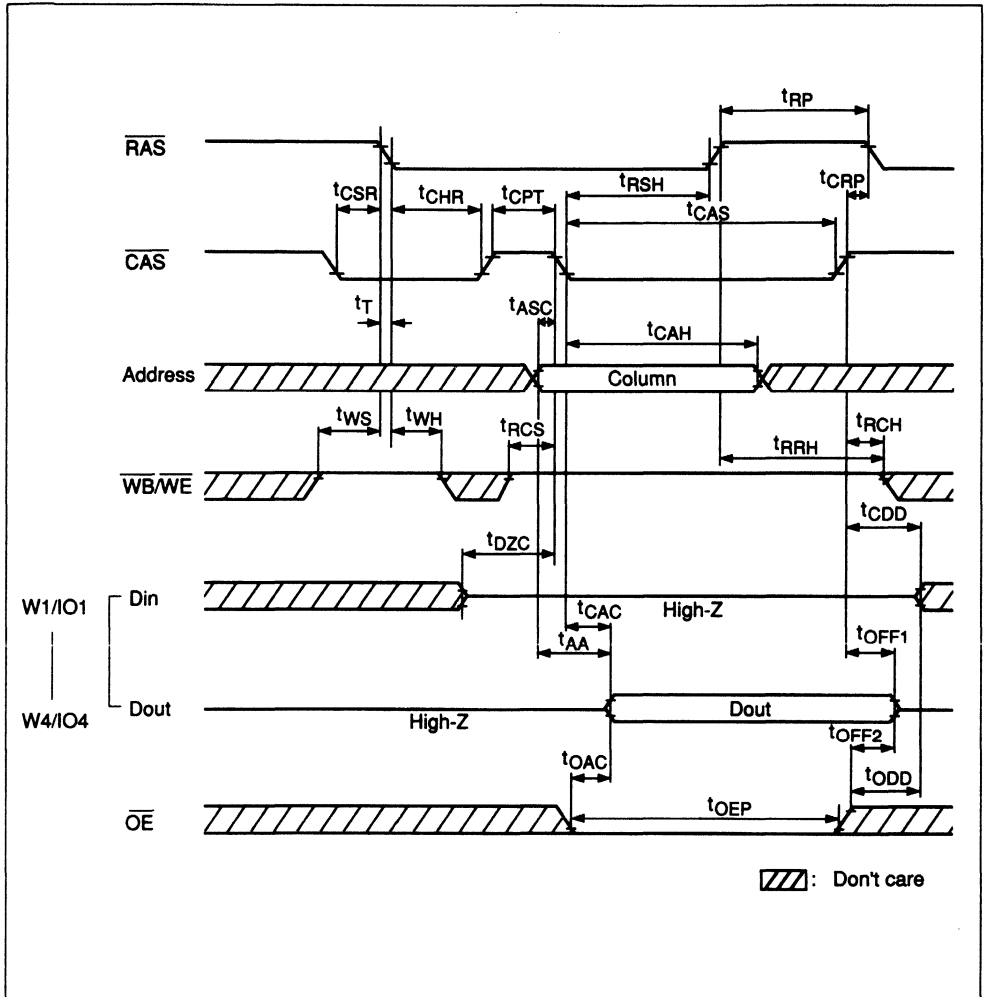 tRP
RAS
tCSR
tCHR
tCPT
tRSH
tCRP
tCAS
CAS
tT
tASC
tCAH
Address
Column
tWS
tWH
tRCS
tRCH
tRRH
WB/WE
tCDD
tDZC
W1/IO1
Din
High-Z
tCAC
tAA
tOFF1
W4/IO4
Dout
High-Z
Dout
tOFF2
tOAC
tODD
tOEP
OE
: Don't care